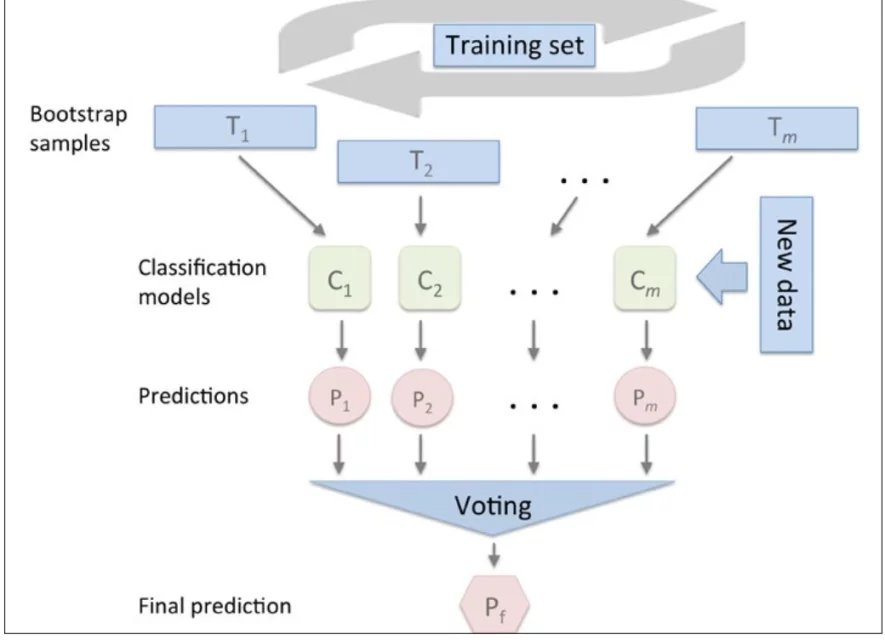 Training set
Bootstrap
samples
T1
T2
. . .
Tm
New data
Classification
models
C1
C2
. . .
Cm
Predictions
P1
P2
. . .
Pm
Voting
Final prediction
Pf